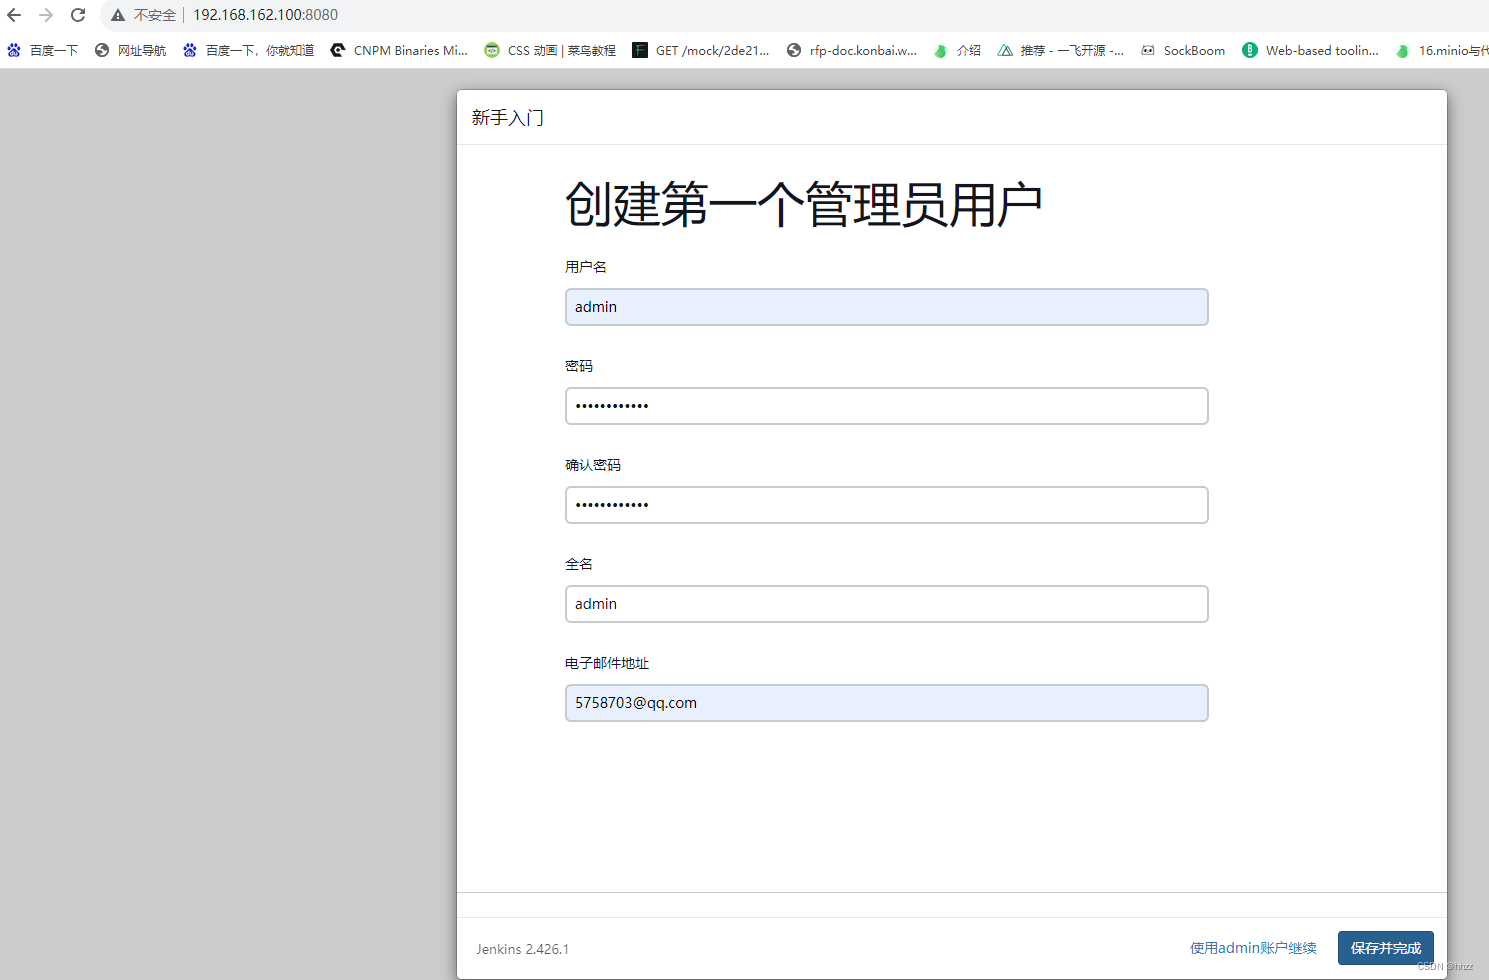 不安全 192.168.162.100:8080
百度一下 网址导航 百度一下，你就知道 CNPM Binaries Mi... CSS 动画 | 菜鸟教程 GET /mock/2de21... rfp-doc.konbai.w... 介绍 推荐 - 一飞开源 -... SockBoom Web-based toolin... 16.minio与代
新手入门
创建第一个管理员用户
用户名
admin
密码
••••••••••••
确认密码
••••••••••••
全名
admin
电子邮件地址
5758703@qq.com
Jenkins 2.426.1 使用admin账户继续 保存并完成
CSDN @hhzz